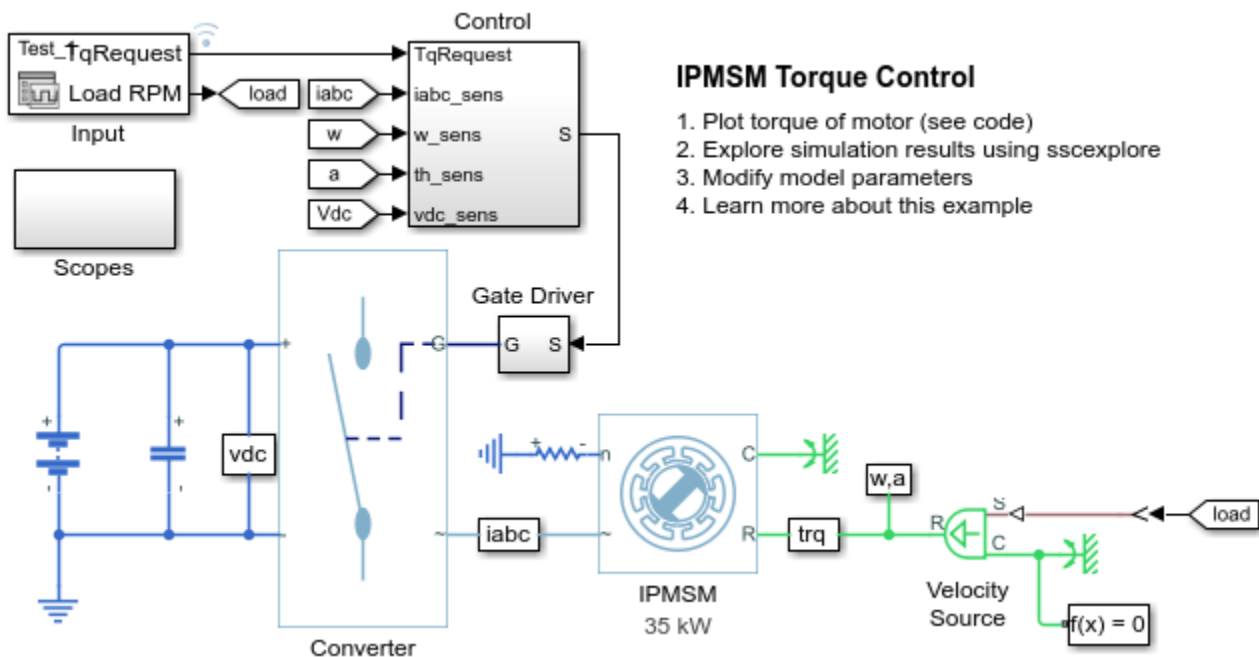 Control
Test_1
TqRequest
Load RPM
Input
load
iabc
w
a
Vdc
TqRequest
iabc_sens
w_sens
th_sens
vdc_sens
S
IPMSM Torque Control
1. Plot torque of motor (see code)
2. Explore simulation results using sscexplore
3. Modify model parameters
4. Learn more about this example
Scopes
Gate Driver
G S
+
G
+
+
-
-
vdc
-
~
Converter
+ -
n
C
iabc
~
R
IPMSM
35 kW
trq
w,a
R
S
C
load
Velocity
Source
f(x) = 0